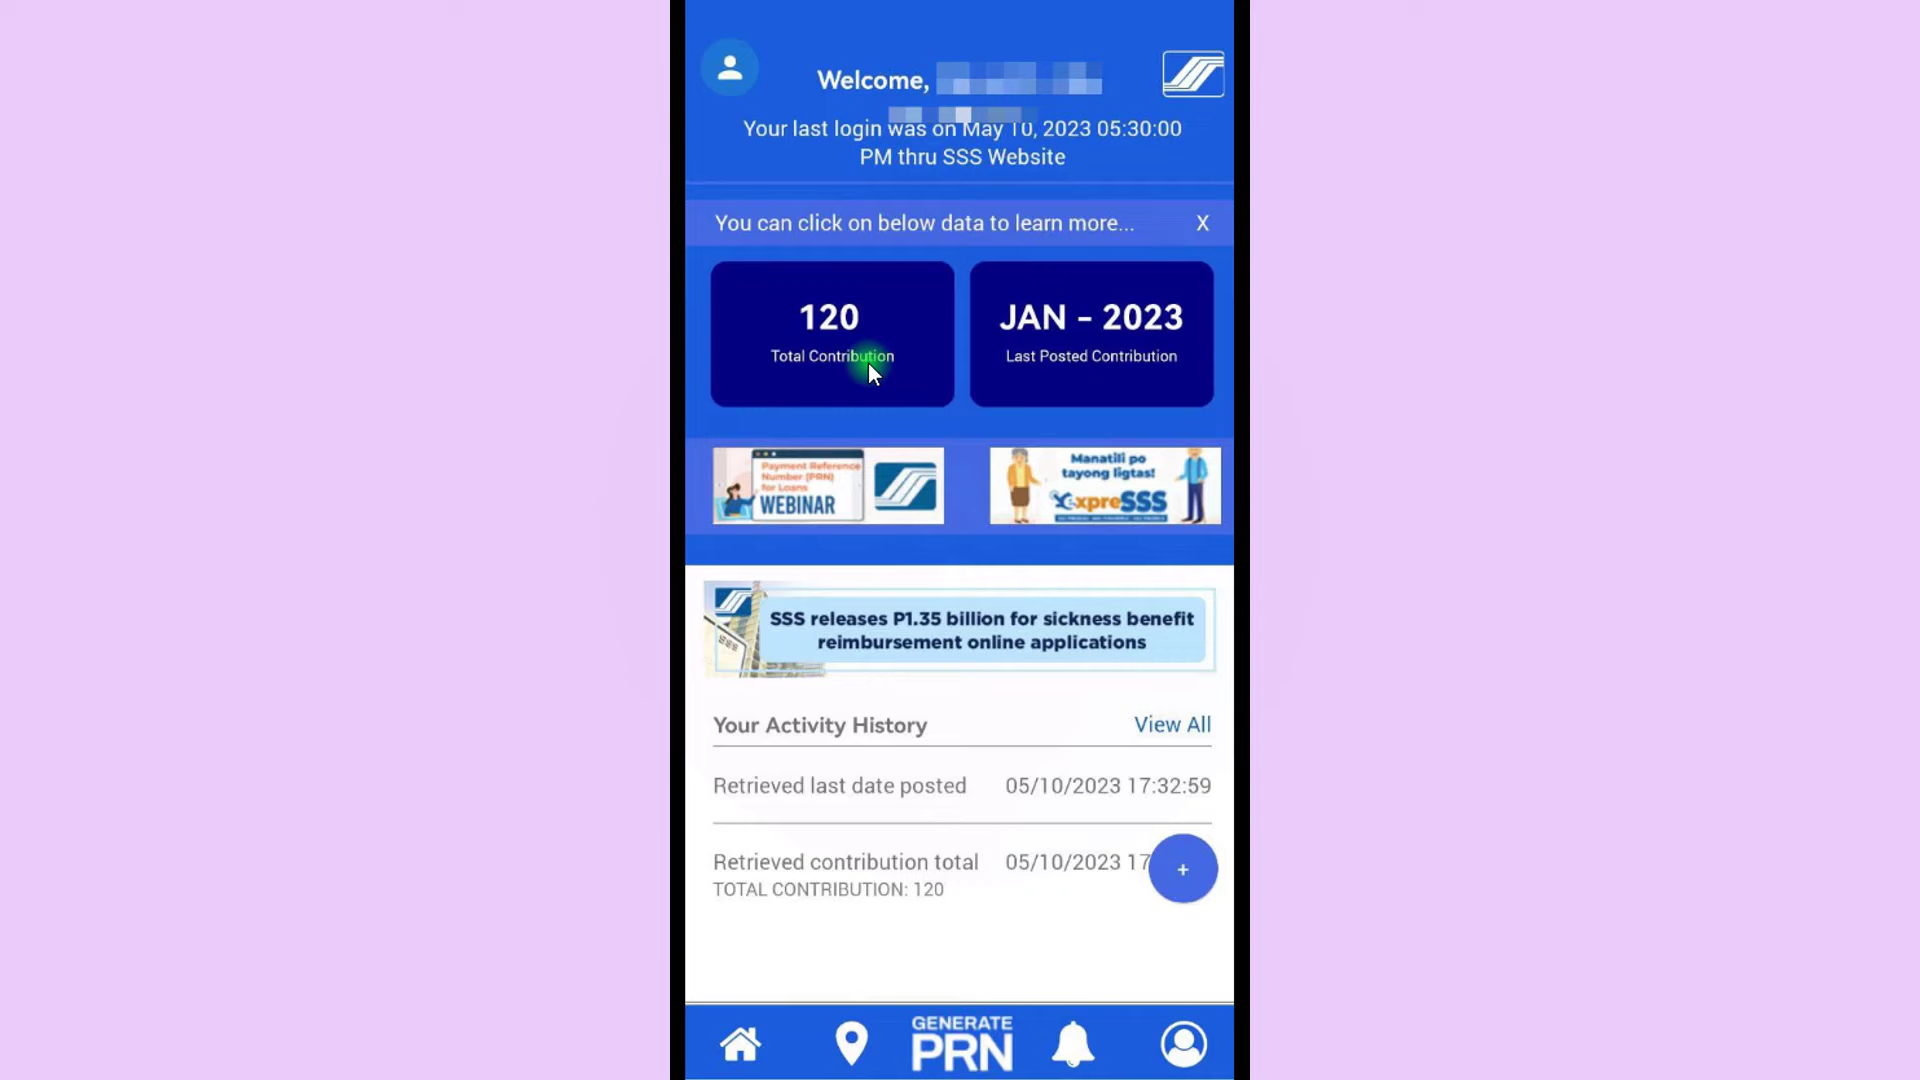 Welcome,
Your last login was on May 10, 2023 05:30:00
PM thru SSS Website
You can click on below data to learn more... X
120
Total Contribution
JAN - 2023
Last Posted Contribution
Payment Reference
Number (PRN)
for Loans
WEBINAR
Manatili po
tayong ligtas!
ExpreSSS
SSS releases P1.35 billion for sickness benefit
reimbursement online applications
Your Activity History View All
Retrieved last date posted 05/10/2023 17:32:59
Retrieved contribution total 05/10/2023 17
+
TOTAL CONTRIBUTION: 120
GENERATE
PRN